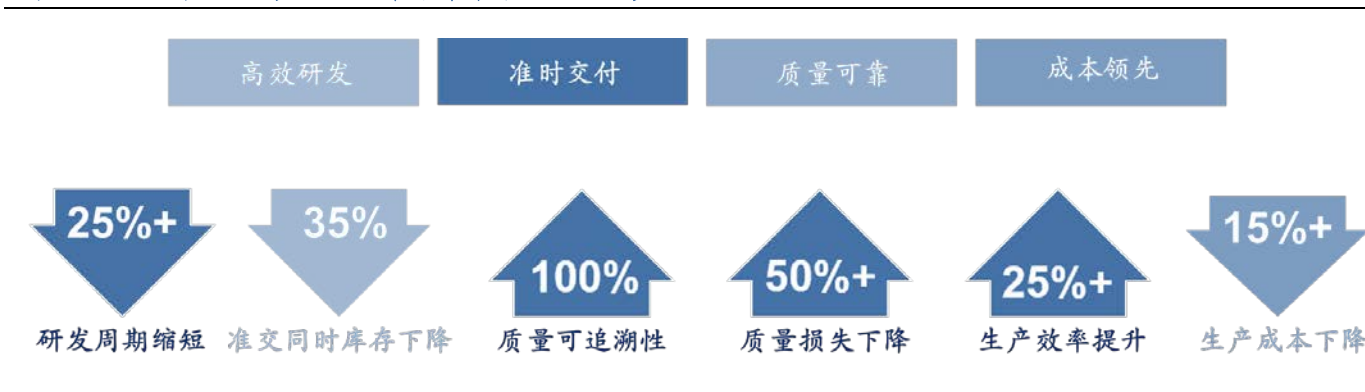 高效研发
准时交付
质量可靠
成本领先
25%+
35%
100%
50%+
25%+
15%+
研发周期缩短
准交同时库存下降
质量可追溯性
质量损失下降
生产效率提升
生产成本下降